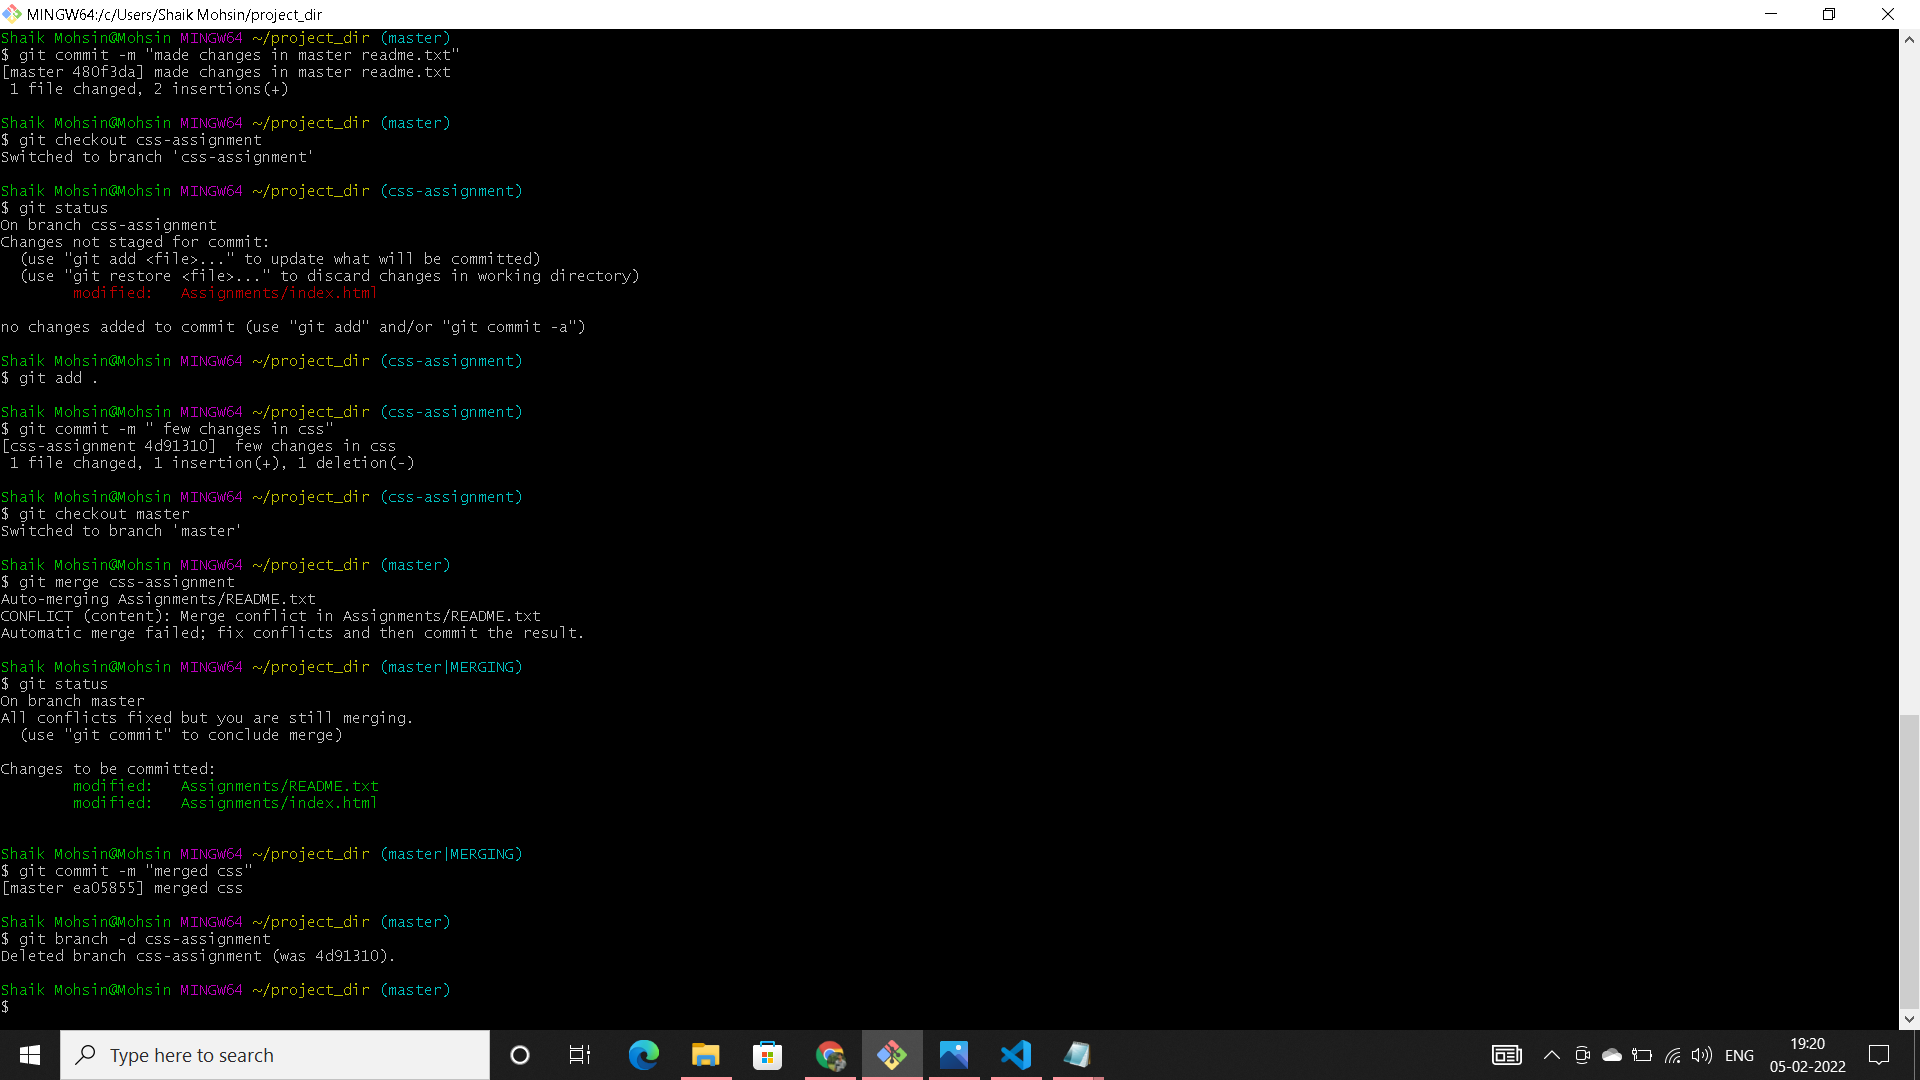 MINGW64:/c/Users/Shaik Mohsin/project_dir
Shaik Mohsin@Mohsin MINGW64 ~/project_dir (master)
$ git commit -m "made changes in master readme.txt"
[master 480f3da] made changes in master readme.txt
 1 file changed, 2 insertions(+)

Shaik Mohsin@Mohsin MINGW64 ~/project_dir (master)
$ git checkout css-assignment
Switched to branch 'css-assignment'

Shaik Mohsin@Mohsin MINGW64 ~/project_dir (css-assignment)
$ git status
On branch css-assignment
Changes not staged for commit:
  (use "git add <file>..." to update what will be committed)
  (use "git restore <file>..." to discard changes in working directory)
        modified:   Assignments/index.html

no changes added to commit (use "git add" and/or "git commit -a")

Shaik Mohsin@Mohsin MINGW64 ~/project_dir (css-assignment)
$ git add .

Shaik Mohsin@Mohsin MINGW64 ~/project_dir (css-assignment)
$ git commit -m " few changes in css"
[css-assignment 4d91310]  few changes in css
 1 file changed, 1 insertion(+), 1 deletion(-)

Shaik Mohsin@Mohsin MINGW64 ~/project_dir (css-assignment)
$ git checkout master
Switched to branch 'master'

Shaik Mohsin@Mohsin MINGW64 ~/project_dir (master)
$ git merge css-assignment
Auto-merging Assignments/README.txt
CONFLICT (content): Merge conflict in Assignments/README.txt
Automatic merge failed; fix conflicts and then commit the result.

Shaik Mohsin@Mohsin MINGW64 ~/project_dir (master|MERGING)
$ git status
On branch master
All conflicts fixed but you are still merging.
  (use "git commit" to conclude merge)

Changes to be committed:
        modified:   Assignments/README.txt
        modified:   Assignments/index.html

Shaik Mohsin@Mohsin MINGW64 ~/project_dir (master|MERGING)
$ git commit -m "merged css"
[master ea05855] merged css

Shaik Mohsin@Mohsin MINGW64 ~/project_dir (master)
$ git branch -d css-assignment
Deleted branch css-assignment (was 4d91310).

Shaik Mohsin@Mohsin MINGW64 ~/project_dir (master)
$
Type here to search
ENG
19:20
05-02-2022